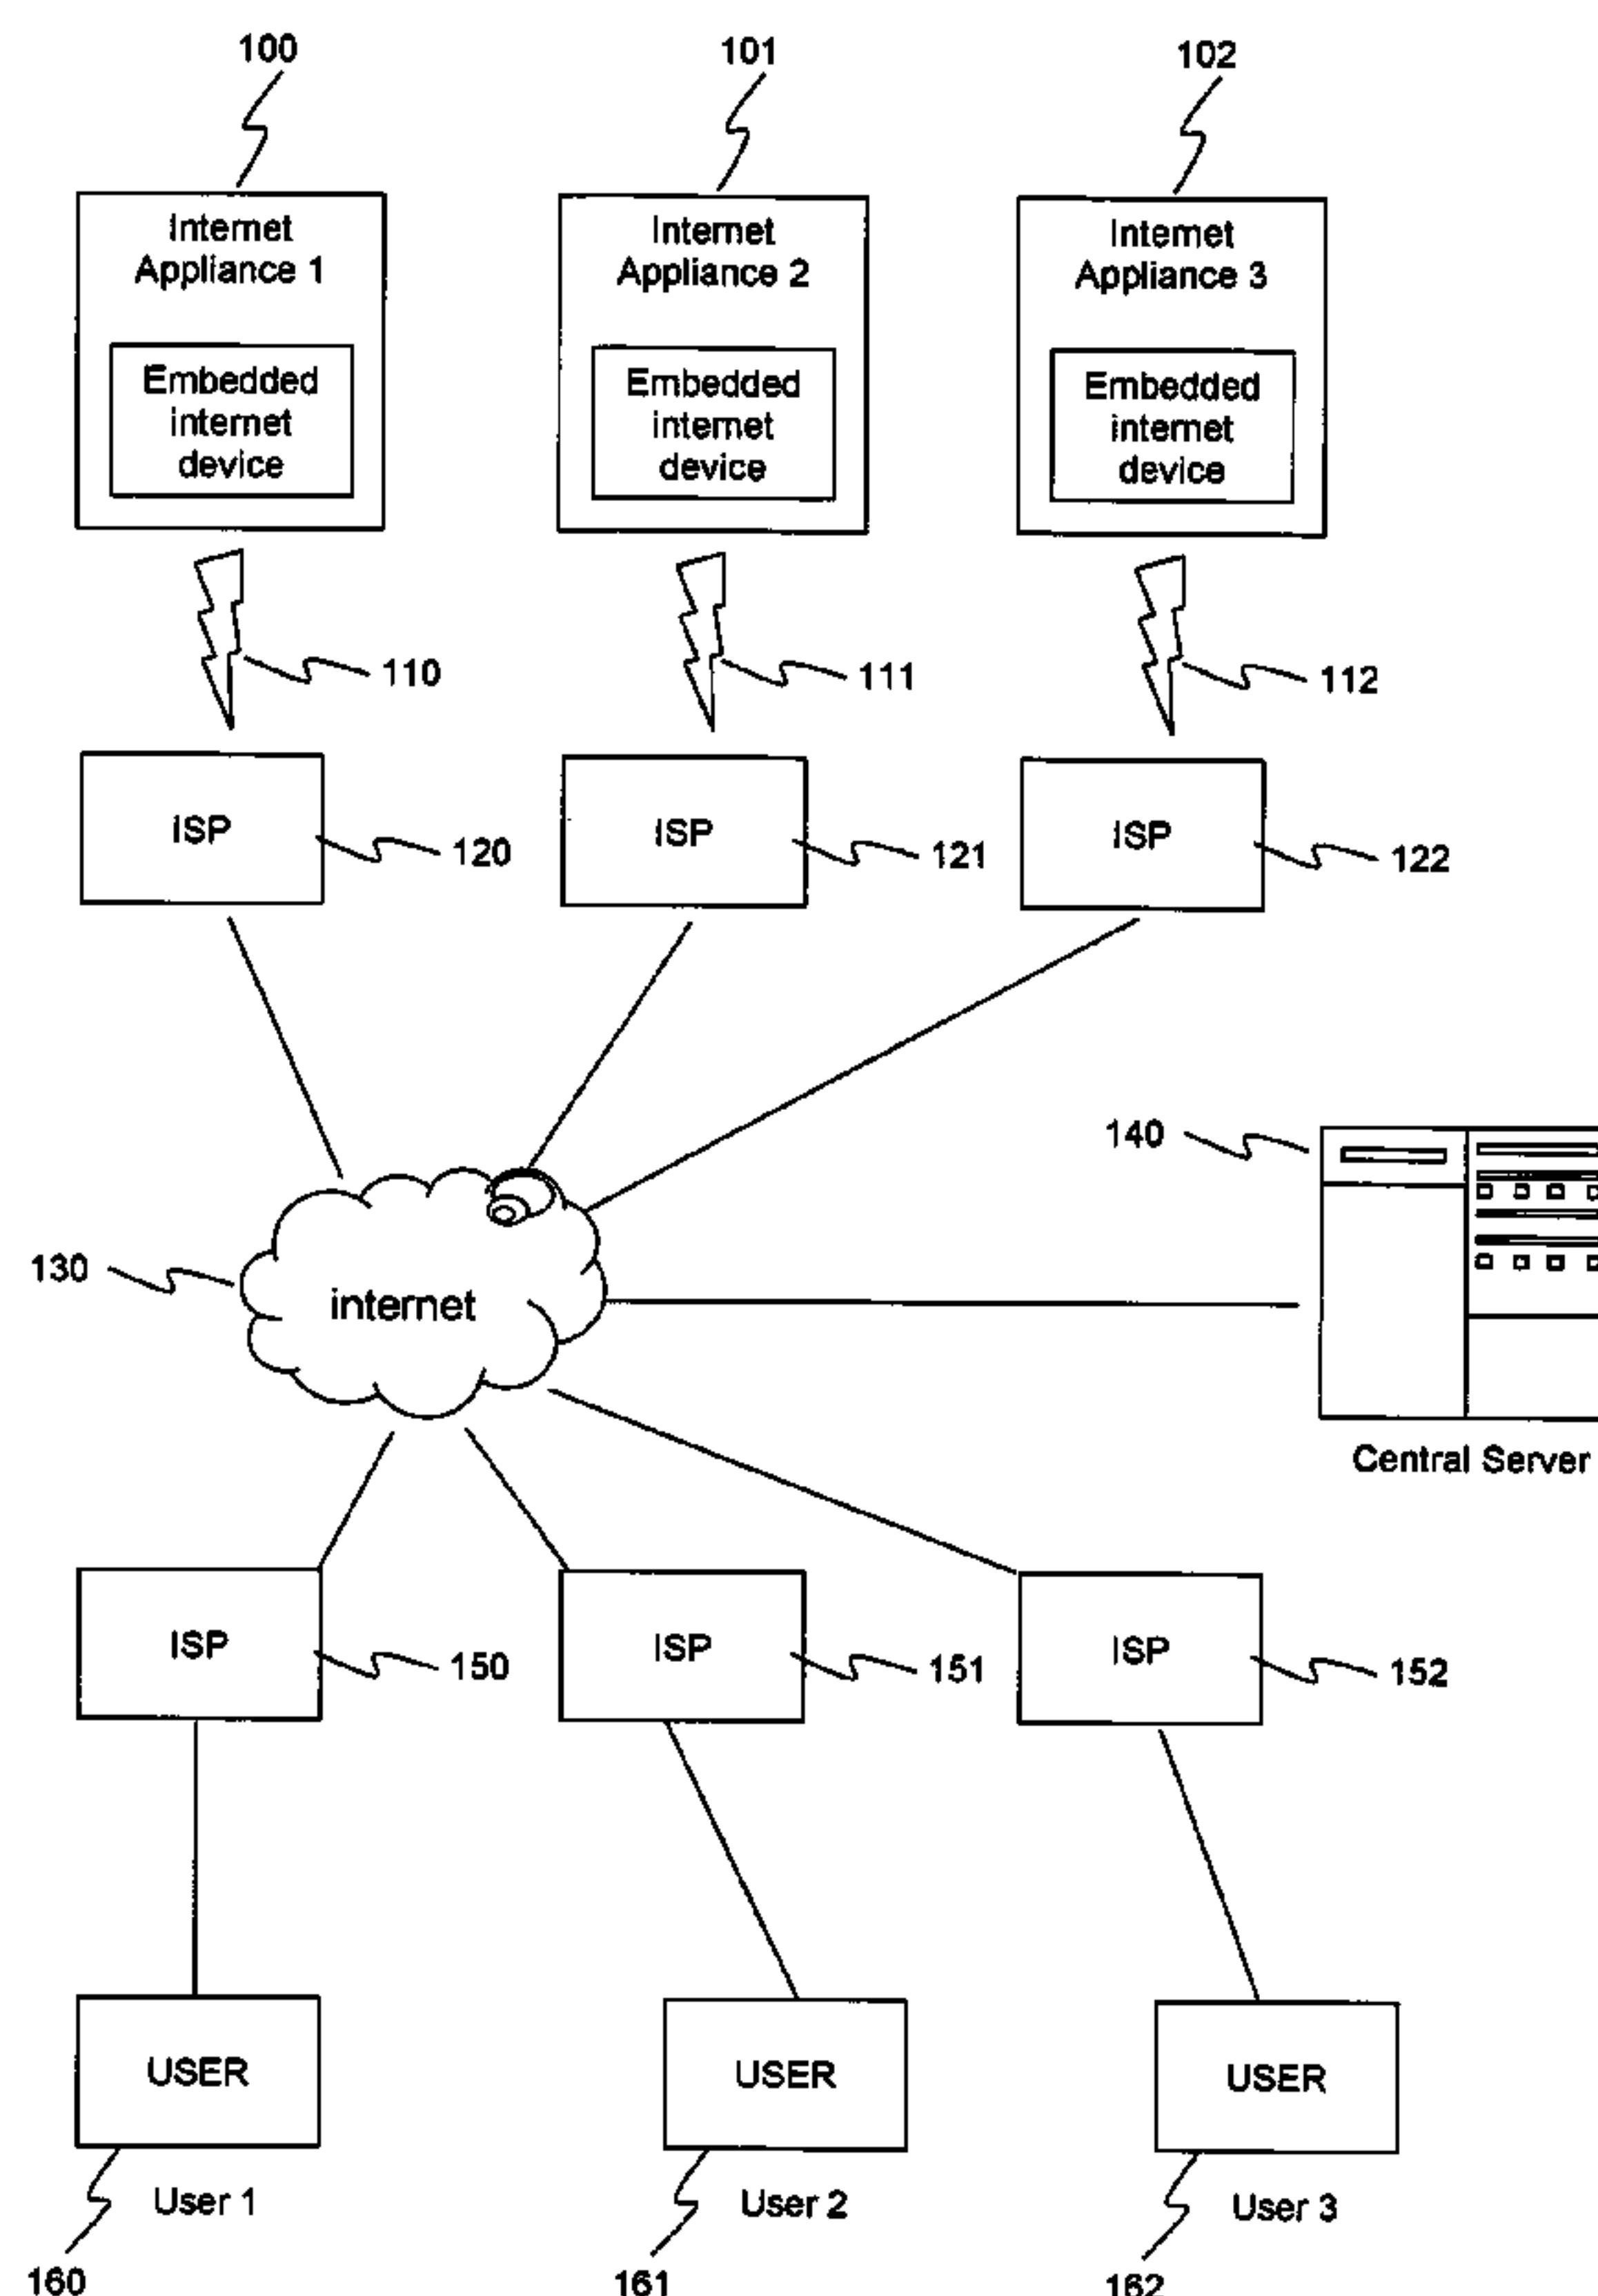 100
101
102
Internet
Appliance 1
Embedded
internet
device
Internet
Appliance 2
Embedded
internet
device
Internet
Appliance 3
Embedded
internet
device
110
111
112
ISP
120
ISP
121
ISP
122
140
130
internet
Central Server
ISP
150
ISP
151
ISP
152
USER
USER
USER
User 1
User 2
User 3
160
161
162